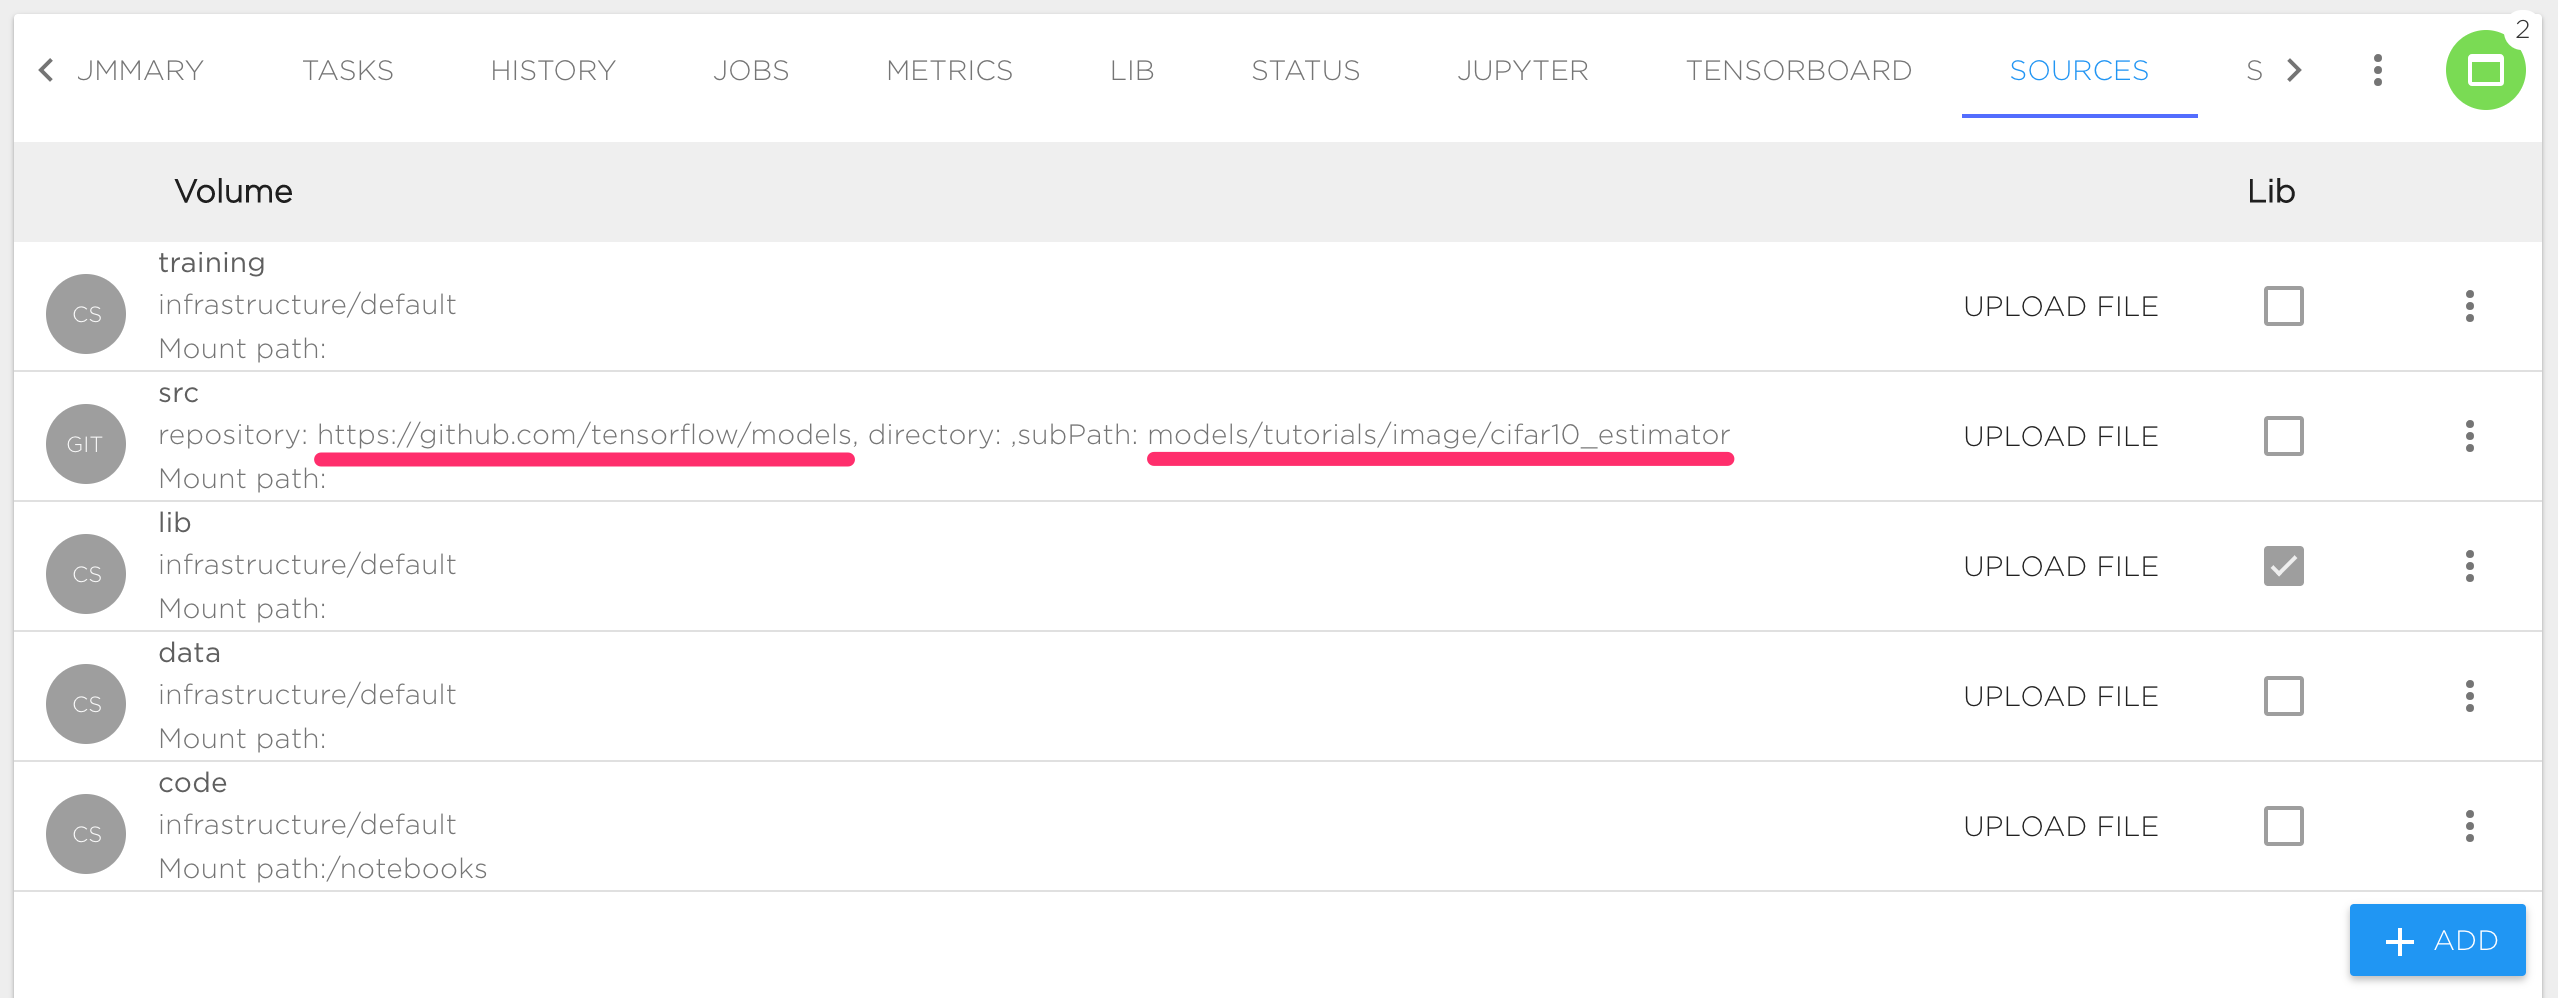 JMMARY TASKS HISTORY JOBS METRICS LIB STATUS JUPYTER TENSORBOARD SOURCES S 2
Volume Lib
training
CS infrastructure/default UPLOAD FILE
Mount path:
src
GIT repository: https://github.com/tensorflow/models, directory: ,subPath: models/tutorials/image/cifar10_estimator UPLOAD FILE
Mount path:
lib
CS infrastructure/default UPLOAD FILE
Mount path:
data
CS infrastructure/default UPLOAD FILE
Mount path:
code
CS infrastructure/default UPLOAD FILE
Mount path:/notebooks
+ ADD